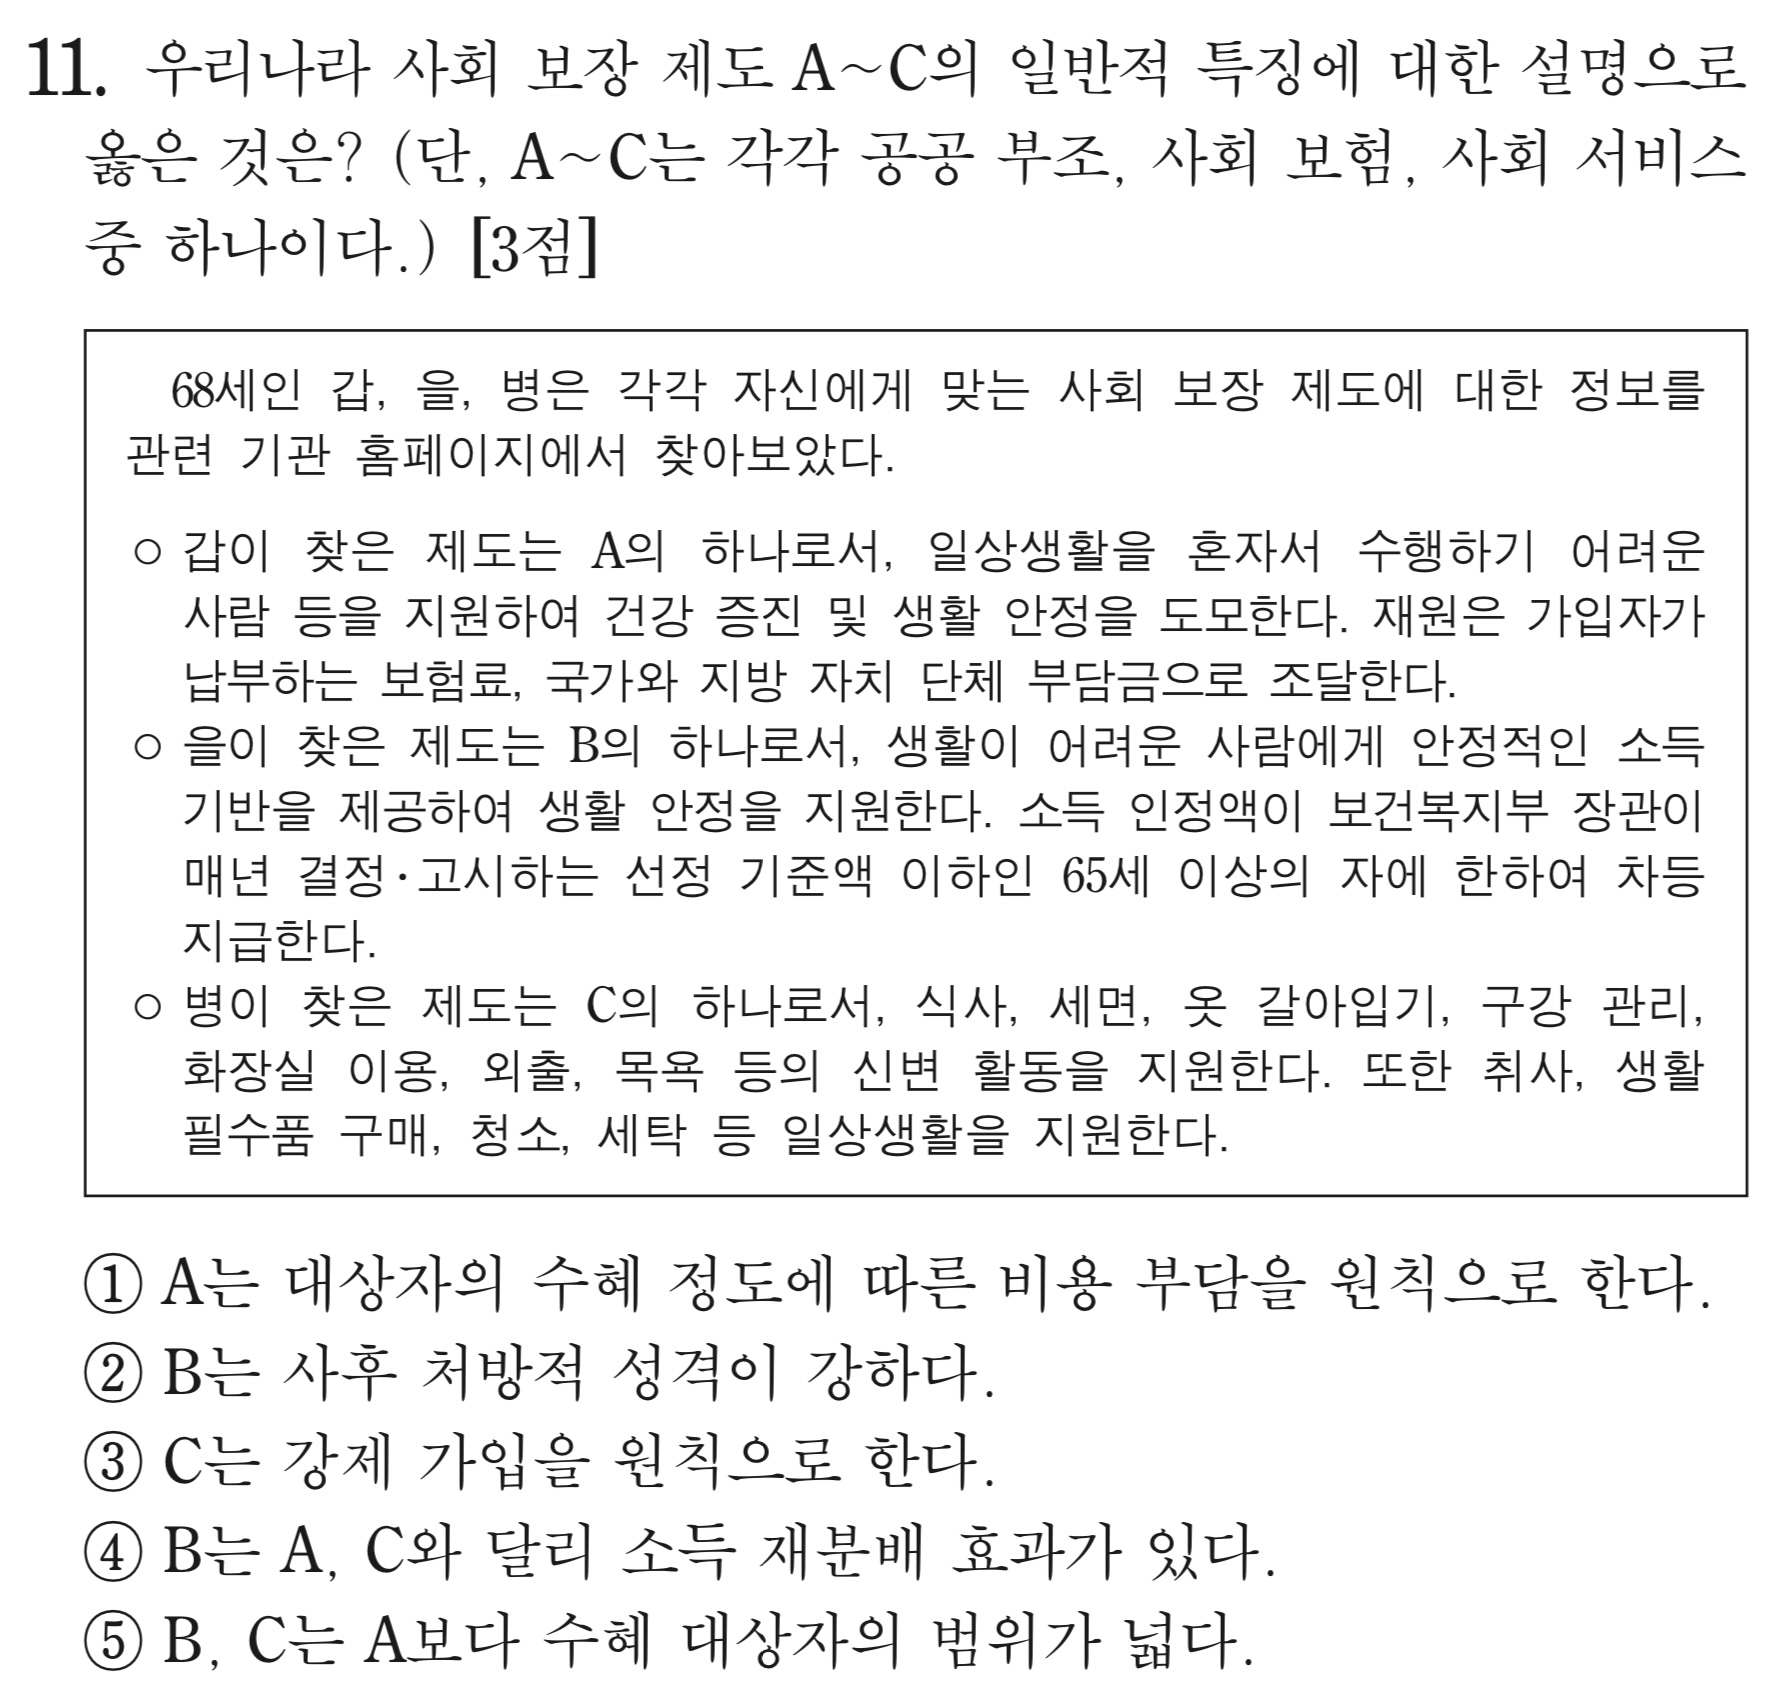 11. 우리나라 사회 보장 제도 A～C의 일반적 특징에 대한 설명으로
옳은 것은? (단, A～C는 각각 공공 부조, 사회 보험, 사회 서비스
중 하나이다.) [3점]
68세인 갑, 을, 병은 각각 자신에게 맞는 사회 보장 제도에 대한 정보를
관련 기관 홈페이지에서 찾아보았다.
○ 갑이 찾은 제도는 A의 하나로서, 일상생활을 혼자서 수행하기 어려운
사람 등을 지원하여 건강 증진 및 생활 안정을 도모한다. 재원은 가입자가
납부하는 보험료, 국가와 지방 자치 단체 부담금으로 조달한다.
○ 을이 찾은 제도는 B의 하나로서, 생활이 어려운 사람에게 안정적인 소득
기반을 제공하여 생활 안정을 지원한다. 소득 인정액이 보건복지부 장관이
매년 결정·고시하는 선정 기준액 이하인 65세 이상의 자에 한하여 차등
지급한다.
○ 병이 찾은 제도는 C의 하나로서, 식사, 세면, 옷 갈아입기, 구강 관리,
화장실 이용, 외출, 목욕 등의 신변 활동을 지원한다. 또한 취사, 생활
필수품 구매, 청소, 세탁 등 일상생활을 지원한다.
① A는 대상자의 수혜 정도에 따른 비용 부담을 원칙으로 한다.
② B는 사후 처방적 성격이 강하다.
③ C는 강제 가입을 원칙으로 한다.
④ B는 A, C와 달리 소득 재분배 효과가 있다.
⑤ B, C는 A보다 수혜 대상자의 범위가 넓다.